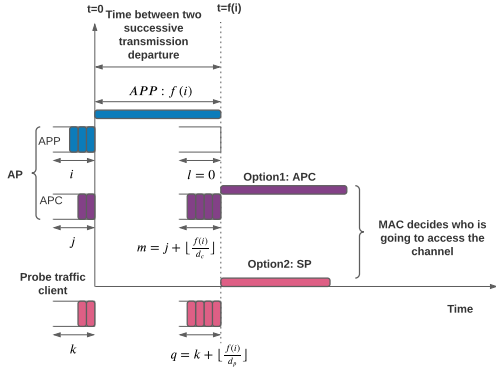 t=0
t=f(i)
Time between two
successive
transmission
departure
APP : f (i)
APP
i
l = 0
AP
Option1: APC
APC
j
m = j + ⌊f(i)/d_c⌋
MAC decides who is
going to access the
channel
Option2: SP
Probe traffic
client
Time
k
q = k + ⌊f(i)/d_p⌋